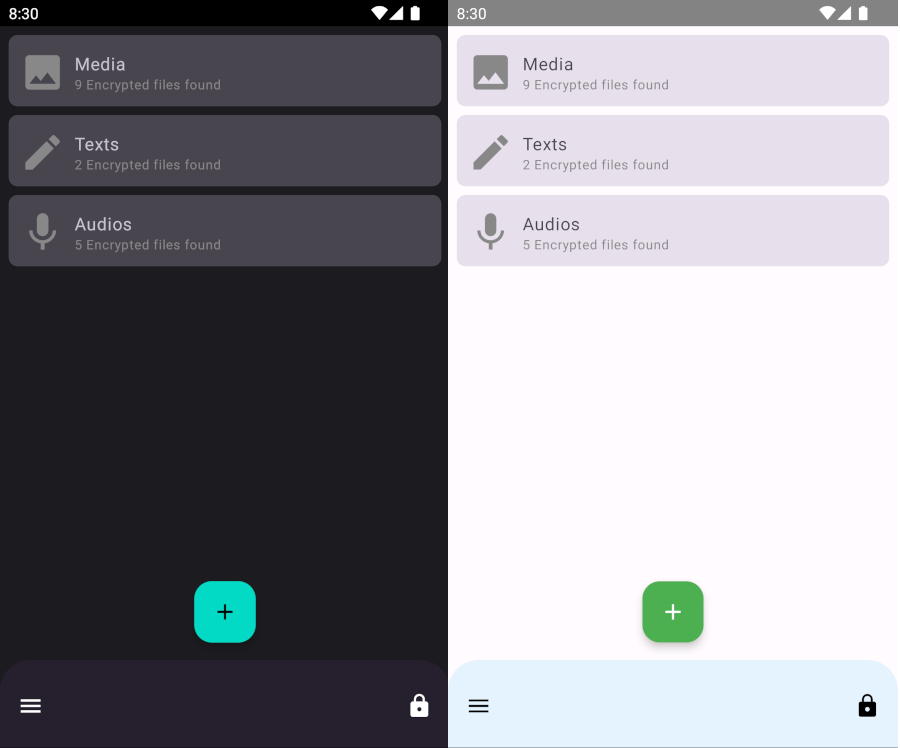 8:30
Media
9 Encrypted files found
Texts
2 Encrypted files found
Audios
5 Encrypted files found
8:30
Media
9 Encrypted files found
Texts
2 Encrypted files found
Audios
5 Encrypted files found